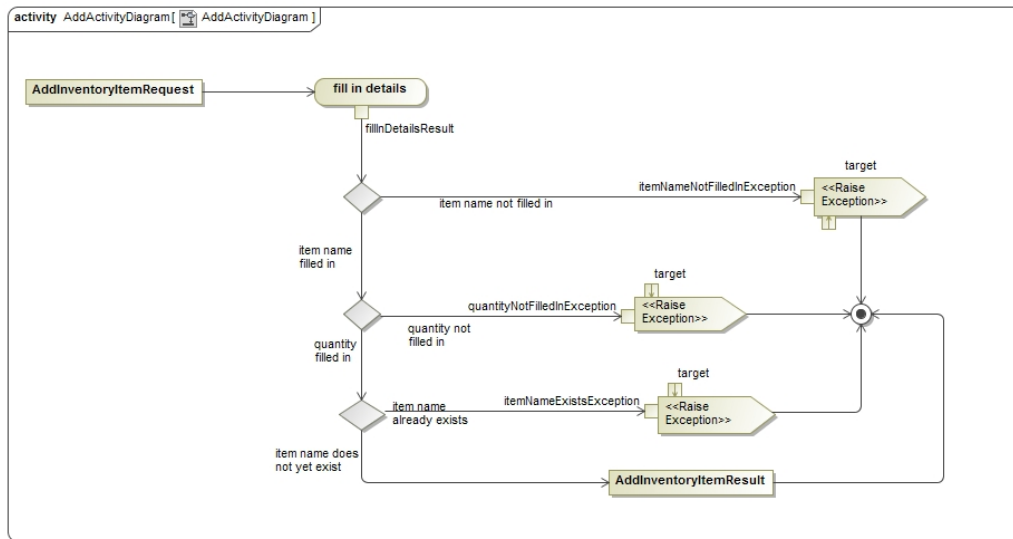 activity AddActivityDiagram[ AddActivityDiagram ]
AddInventoryItemRequest
fill in details
fillInDetailsResult
target
itemNameNotFilledInException
<<Raise
Exception>>
item name not filled in
item name
filled in
target
quantityNotFilledInException
<<Raise
Exception>>
quantity not
filled in
quantity
filled in
target
itemNameExistsException
<<Raise
Exception>>
item name
already exists
item name does
not yet exist
AddInventoryItemResult